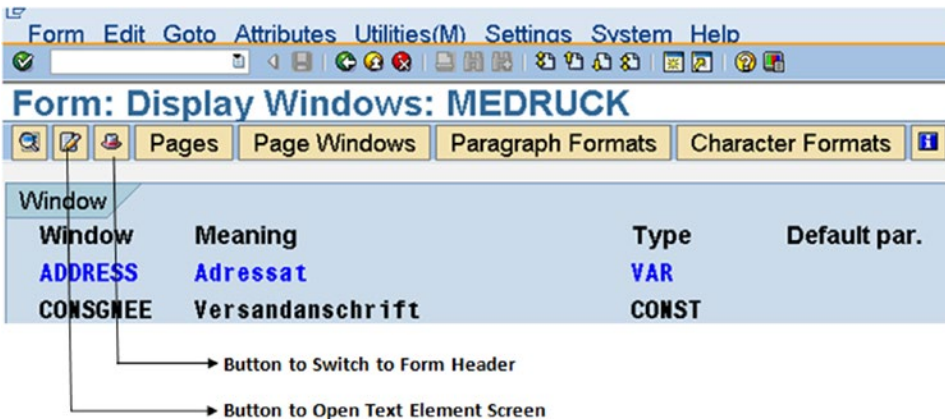 Form Edit Goto Attributes Utilities(M) Settings System Help
Form: Display Windows: MEDRUCK
Pages Page Windows Paragraph Formats Character Formats
Window
Window Meaning Type Default par.
ADDRESS Adressat VAR
CONSGNEE Versandanschrift CONST
Button to Switch to Form Header
Button to Open Text Element Screen